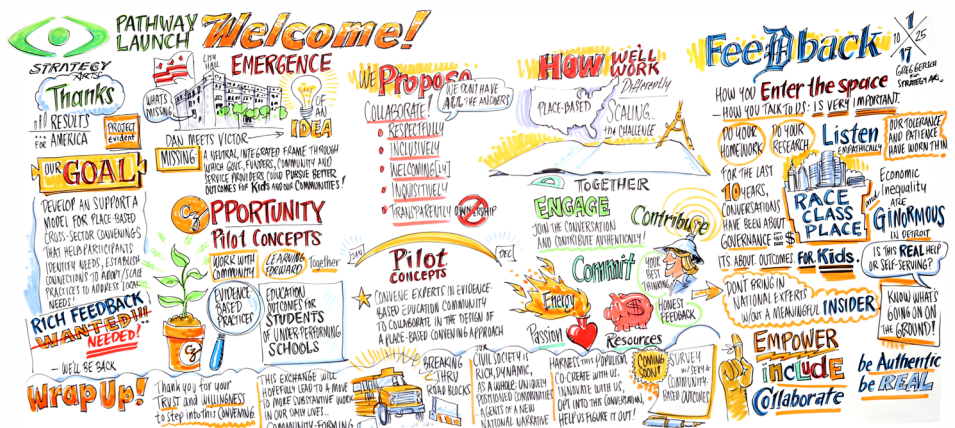 PATHWAY
LAUNCH
Welcome!
STRATEGY
ARTS
Thanks
RESULTS
FOR AMERICA
PROJECT
evident
OUR GOAL
DEVELOP AN SUPPORT A
MODEL FOR PLACE-BASED
CROSS-SECTOR CONVENINGS
THAT HELP PARTICIPANTS
IDENTIFY NEEDS, ESTABLISH
CONNECTIONS TO ADOPT/SCALE
PRACTICES TO ADDRESS LOCAL
NEEDS!
RICH FEEDBACK
WANTED!!!
NEEDED!
—WE'LL BE BACK
CITY
HALL
EMERGENCE
WHAT'S
MISSING
OF
AN
IDEA
DAN MEETS VICTOR
MISSING:
A NEUTRAL, INTEGRATED FRAME THROUGH
WHICH GOVT, FUNDERS, COMMUNITY AND
SERVICE PROVIDERS COULD PURSUE BETTER
OUTCOMES FOR Kids AND OUR COMMUNITIES!
OPPORTUNITY
Pilot CONCEPTS
WORK WITH
COMMUNITY
LEARNING
FORWARD
Together
EVIDENCE
BASED
PRACTICES
EDUCATION
OUTCOMES FOR
STUDENTS
OF UNDER-PERFORMING
SCHOOLS
WE Propose
WE DON'T HAVE
ALL THE ANSWERS
COLLABORATE!
RESPECTFULLY
INCLUSIVELY
WELCOMING(LY)
INQUISITIVELY
TRANSPARENTLY OWNERSHIP
JAN
DEC
Pilot
CONCEPTS
CONVENE EXPERTS IN EVIDENCE-
BASED EDUCATION COMMUNITY
TO COLLABORATE IN THE DESIGN OF
A PLACE-BASED CONVENING APPROACH
HOW WE'LL
WORK
Differently
PLACE-BASED
SCALING...
the CHALLENGE
TOGETHER
ENGAGE
JOIN THE CONVERSATION
AND CONTRIBUTE AUTHENTICALLY!
Contribute
Commit
YOUR
BEST
THINKING
Energy
HONEST
FEEDBACK
Passion
Resources
FeeDback
10 1 25
17
GREG GERSCH
for STRATEGY ARTS
HOW YOU Enter the space
HOW YOU TALK TO US: IS VERY IMPORTANT.
DO YOUR
HOMEWORK
DO YOUR
RESEARCH
Listen
EMPATHICALLY
OUR TOLERANCE
AND PATIENCE
HAVE WORN THIN
FOR THE LAST
10 YEARS,
CONVERSATIONS
HAVE BEEN ABOUT
GOVERNANCE AND $
RACE
CLASS and
PLACE
Economic
Inequality
ARE
GINORMOUS
IN DETROIT
IT'S ABOUT OUTCOMES. FOR Kids.
IS THIS REAL HELP
OR SELF-SERVING?
DON'T BRING IN
NATIONAL EXPERTS
W/OUT A MEANINGFUL INSIDER
KNOW WHAT'S
GOING ON ON
THE GROUND!
EMPOWER
include
Collaborate
be Authentic
be REAL
Wrap Up!
Thank you for your
TRUST and WILLINGNESS
to Step into this CONVENING.
THIS EXCHANGE WILL
HOPEFULLY LEAD TO A MOVE
TO MORE SUBSTANTIVE WORK
IN OUR DAILY LIVES...
COMMUNITY-FORMING
BREAKING
THRU
ROAD BLOCKS
CIVIL SOCIETY IS
RICH, DYNAMIC,
AS A WHOLE: UNIQUELY
POSITIONED COMMUNITIES
AGENTS OF A NEW
NATIONAL NARRATIVE
HARNESS THIS POPULISM,
CO-CREATE WITH US,
INNOVATE WITH US,
OPT INTO THIS CONVERSATION,
HELP US FIGURE IT OUT!
COMING
SOON!
SURVEY
COMMUNITY-
BASED OUTCOMES